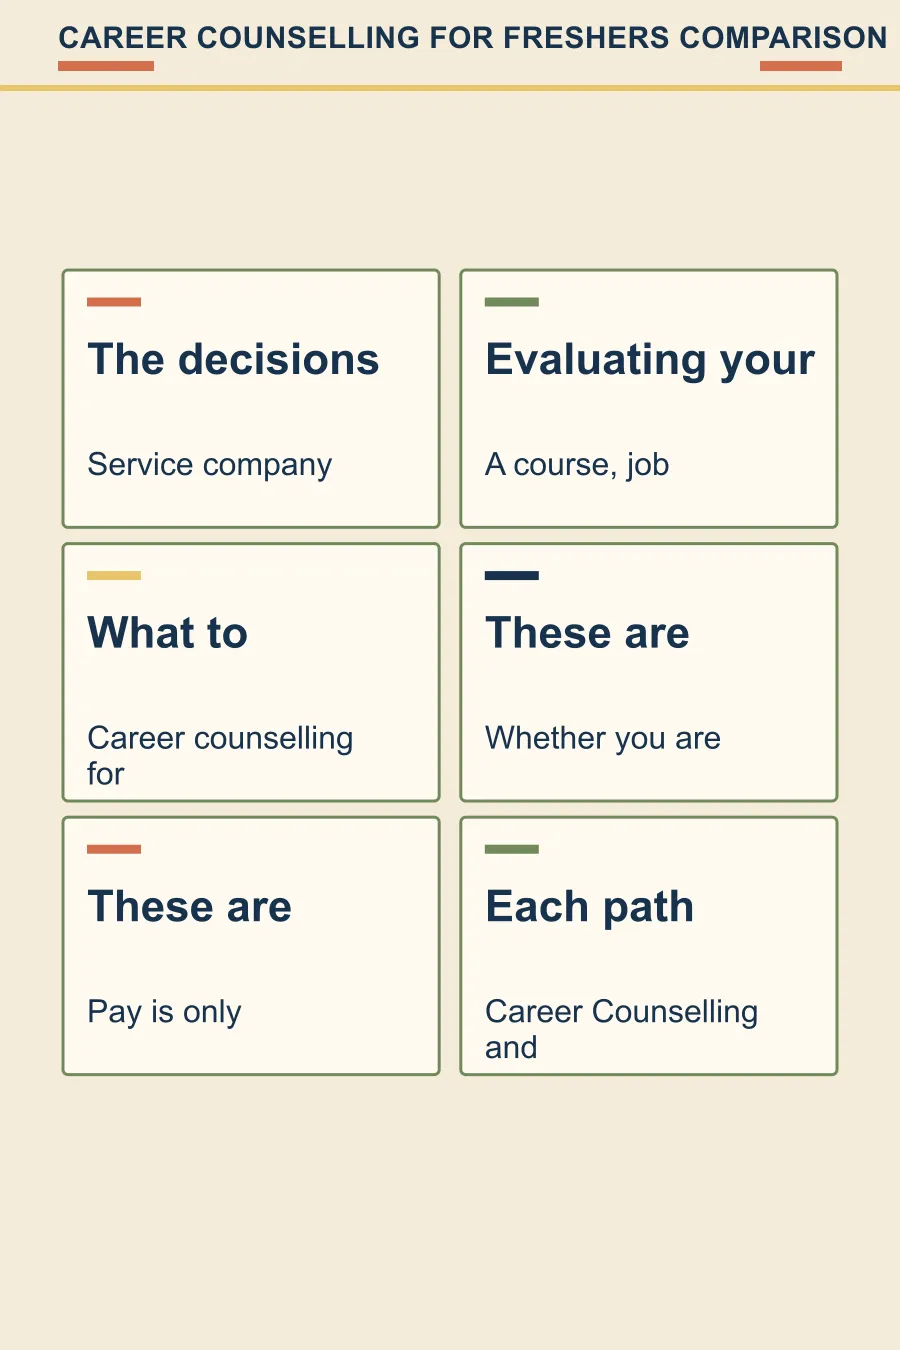 CAREER COUNSELLING FOR FRESHERS COMPARISON
The decisions
Service company
Evaluating your
A course, job
What to
Career counselling
for
These are
Whether you are
These are
Pay is only
Each path
Career Counselling
and